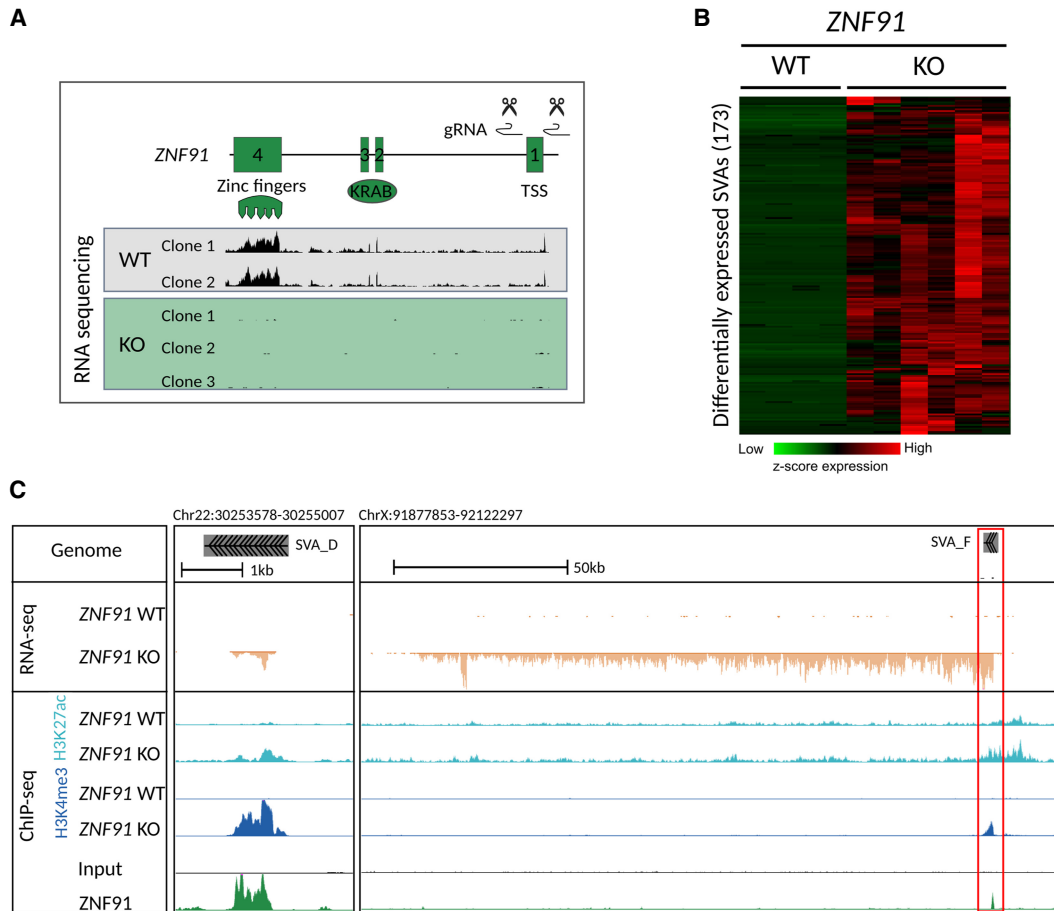 A
gRNA
ZNF91
4
3
2
1
Zinc fingers
KRAB
TSS
RNA sequencing
WT
Clone 1
Clone 2
KO
Clone 1
Clone 2
Clone 3
B
ZNF91
WT
KO
Differentially expressed SVAs (173)
Low
High
z-score expression
C
Chr22:30253578-30255007
ChrX:91877853-92122297
Genome
SVA_D
1kb
SVA_F
50kb
RNA-seq
ZNF91 WT
ZNF91 KO
ChIP-seq
H3K27ac
ZNF91 WT
ZNF91 KO
H3K4me3
ZNF91 WT
ZNF91 KO
Input
ZNF91